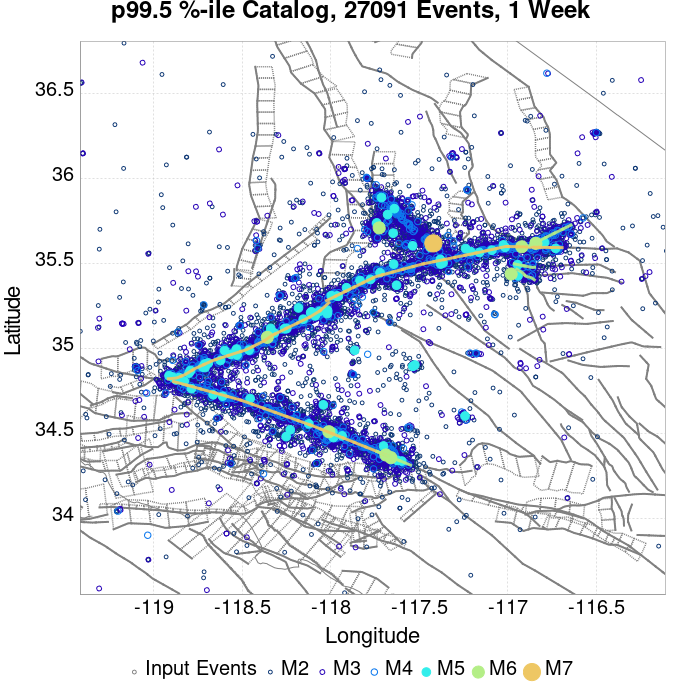 p99.5 %-ile Catalog, 27091 Events, 1 Week
36.5
36
35.5
35
34.5
34
Latitude
-119 -118.5 -118 -117.5 -117 -116.5
Longitude
Input Events M2 M3 M4 M5 M6 M7